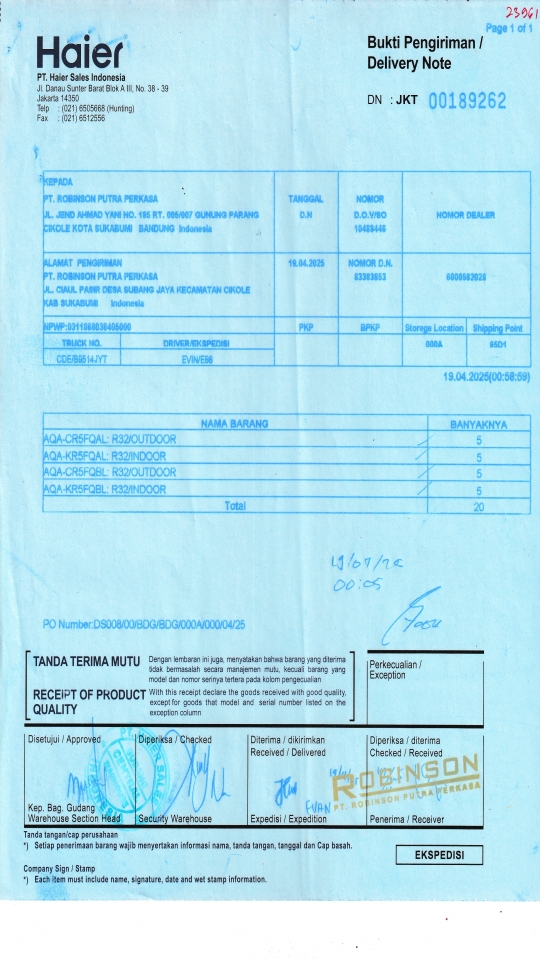 23961
Page 1 of 1
Haier
Bukti Pengiriman /
Delivery Note
PT. Haier Sales Indonesia
Jl. Danau Sunter Barat Blok A III, No. 38 - 39
Jakarta 14350
Telp : (021) 6505668 (Hunting)
Fax : (021) 6512556
DN : JKT 00189262
KEPADA
PT. ROBINSON PUTRA PERKASA
JL. JEND AHMAD YANI NO. 185 RT. 005/007 GUNUNG PARANG
CIKOLE KOTA SUKABUMI BANDUNG Indonesia
TANGGAL
D.N
NOMOR
D.O.V/SO
10489446
NOMOR DEALER
ALAMAT PENGIRIMAN
PT. ROBINSON PUTRA PERKASA
JL. CIAUL PASIR DESA SUBANG JAYA KECAMATAN CIKOLE
KAB SUKABUMI Indonesia
19.04.2025
NOMOR D.N.
83383853
NPWP:
PKP
BPKP
Storage Location
Shipping Point
TRUCK NO.
DRIVER/EKSPEDISI
000A
85D1
CDE/B9514JYT
19.04.2025(00:58:59)
NAMA BARANG BANYAKNYA
AQA-CR5FQAL: R32/OUTDOOR 5
AQA-KR5FQAL: R32/INDOOR 5
AQA-CR5FQBL: R32/OUTDOOR 5
AQA-KR5FQBL: R32/INDOOR 5
Total 20
00:05
PO Number:DS008/00/BDG/BDG/000A/000/04/25
TANDA TERIMA MUTU
Dengan lembaran ini juga, menyatakan bahwa barang yang diterima
tidak bermasalah secara manajemen mutu, kecuali barang yang
model dan nomor serinya tertera pada kolom pengecualian
RECEIPT OF PRODUCT
QUALITY
With this receipt declare the goods received with good quality,
except for goods that model and serial number listed on the
exception column
Perkecualian /
Exception
Disetujui / Approved
Diperiksa / Checked
Diterima / dikirimkan
Received / Delivered
Diperiksa / diterima
Checked / Received
ROBINSON
PT. ROBINSON PUTRA PERKASA
EVAN
Kep. Bag. Gudang
Warehouse Section Head
Security Warehouse
Expedisi / Expedition
Penerima / Receiver
Tanda tangan/cap perusahaan
*) Setiap penerimaan barang wajib menyertakan informasi nama, tanda tangan, tanggal dan Cap basah.
EKSPEDISI
Company Sign / Stamp
*) Each item must include name, signature, date and wet stamp information.